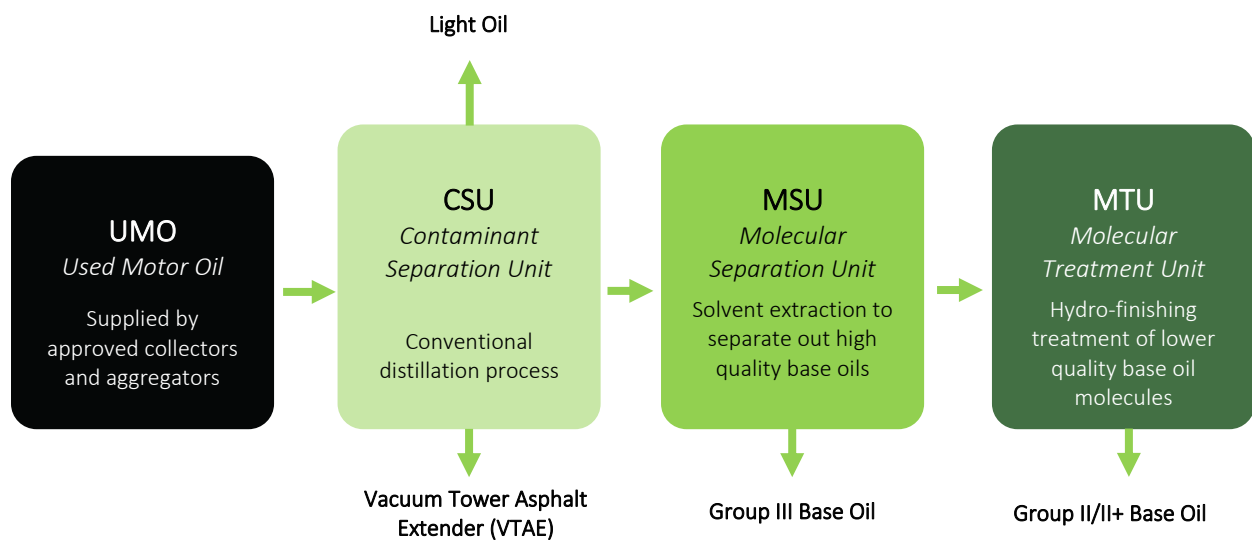 Light Oil
UMO
Used Motor Oil
Supplied by
approved collectors
and aggregators
CSU
Contaminant
Separation Unit
Conventional
distillation process
MSU
Molecular
Separation Unit
Solvent extraction to
separate out high
quality base oils
MTU
Molecular
Treatment Unit
Hydro-finishing
treatment of lower
quality base oil
molecules
Vacuum Tower Asphalt
Extender (VTAE)
Group III Base Oil
Group II/II+ Base Oil